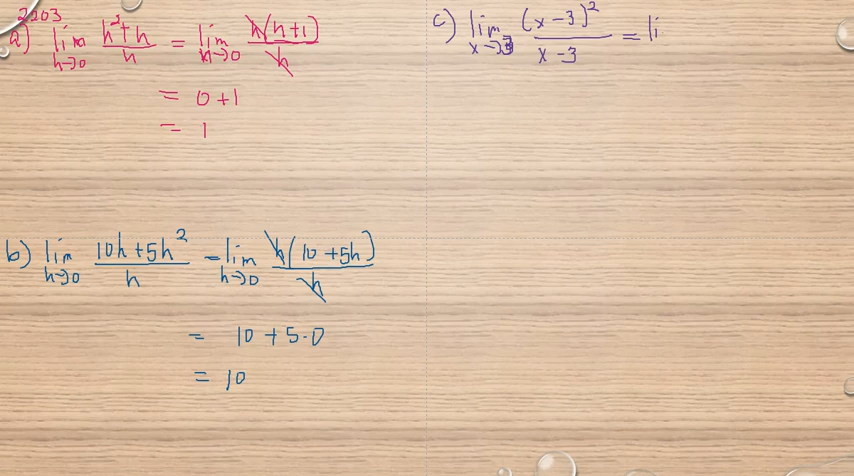 2203
a) lim h→0 (h²+h)/h = lim h→0 h(h+1)/h
= 0+1
= 1
b) lim h→0 (10h+5h²)/h = lim h→0 h(10+5h)/h
= 10+5·0
= 10
c) lim x→3 (x-3)²/(x-3) = li